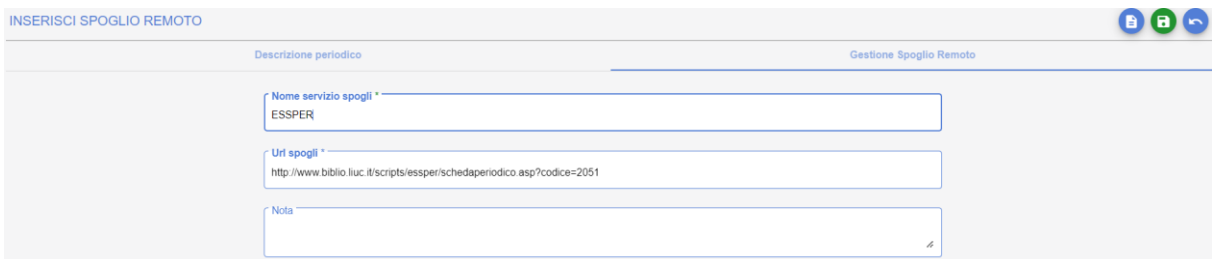 INSERISCI SPOGLIO REMOTO
Descrizione periodico
Gestione Spoglio Remoto
Nome servizio spogli *
ESSPER
Url spogli *
http://www.biblio.liuc.it/scripts/essper/schedaperiodico.asp?codice=2051
Nota